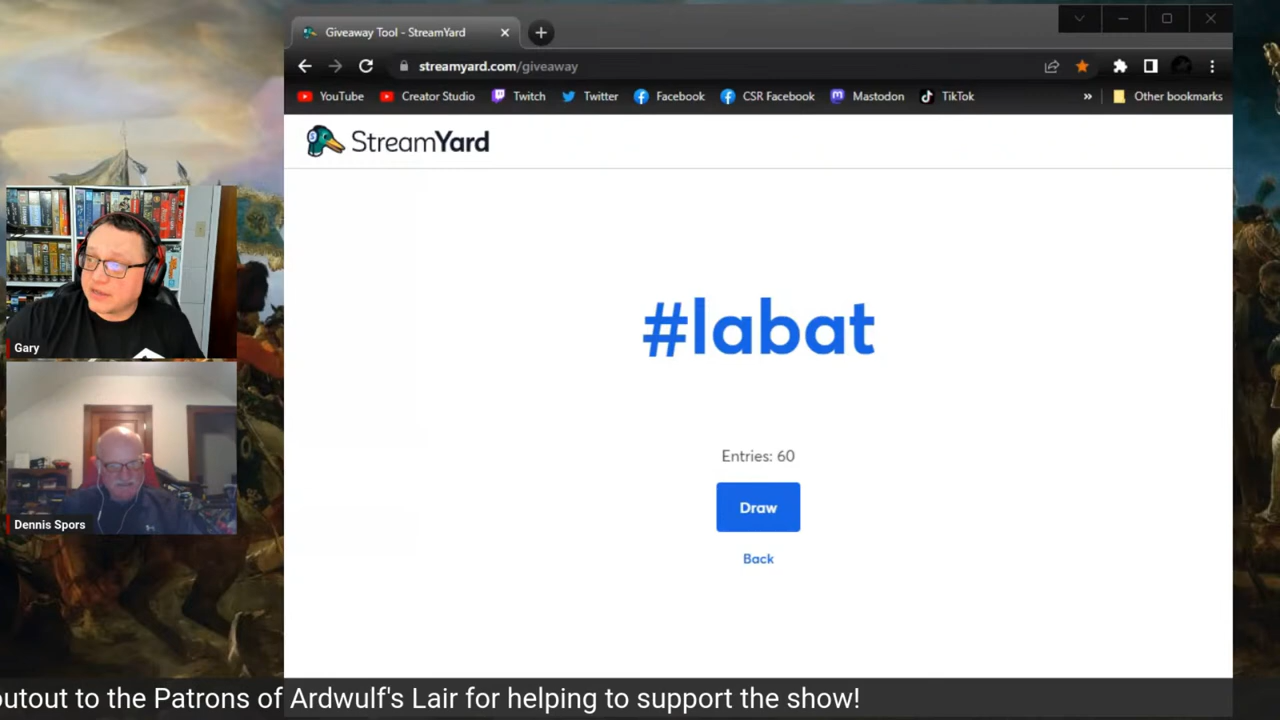 Giveaway Tool - StreamYard
streamyard.com/giveaway
YouTube Creator Studio Twitch Twitter Facebook CSR Facebook Mastodon TikTok » Other bookmarks
StreamYard
#labat
Entries: 60
Draw
Back
Gary
Dennis Spors
outout to the Patrons of Ardwulf's Lair for helping to support the show!